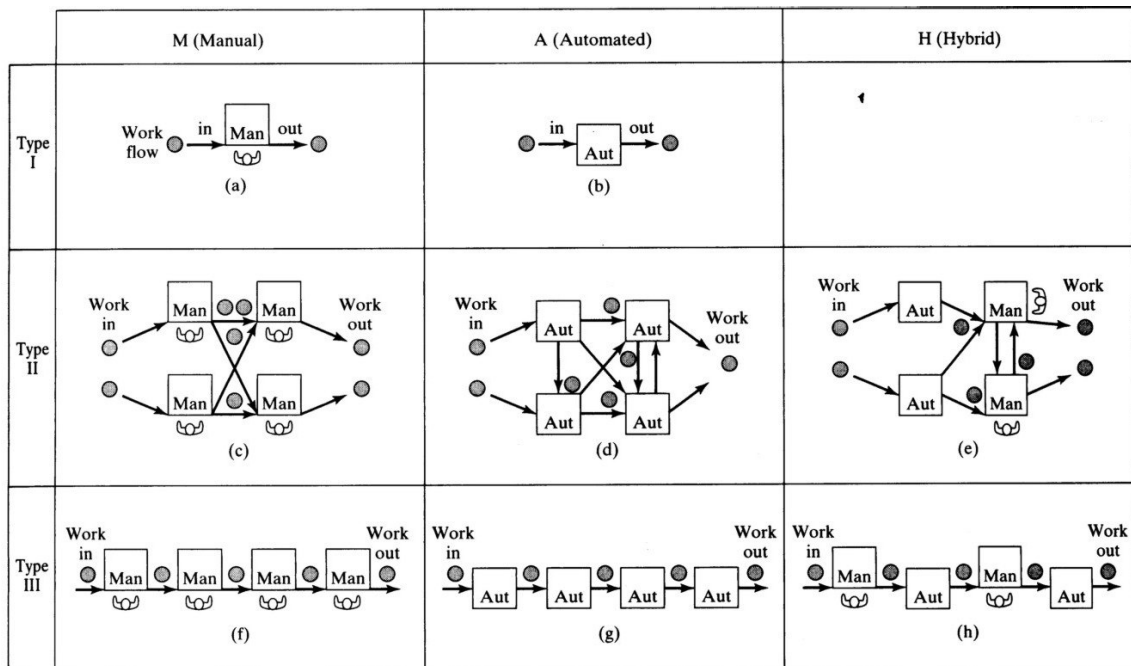 M (Manual)
A (Automated)
H (Hybrid)
Type
I
Work
flow
in
Man
out
(a)
in
Aut
out
(b)
Type
II
Work
in
Man
Man
Work
out
Man
Man
(c)
Work
in
Aut
Aut
Work
out
Aut
Aut
(d)
Work
in
Aut
Man
Work
out
Aut
Man
(e)
Type
III
Work
in
Man
Man
Man
Man
Work
out
(f)
Work
in
Aut
Aut
Aut
Aut
Work
out
(g)
Work
in
Man
Aut
Man
Aut
Work
out
(h)